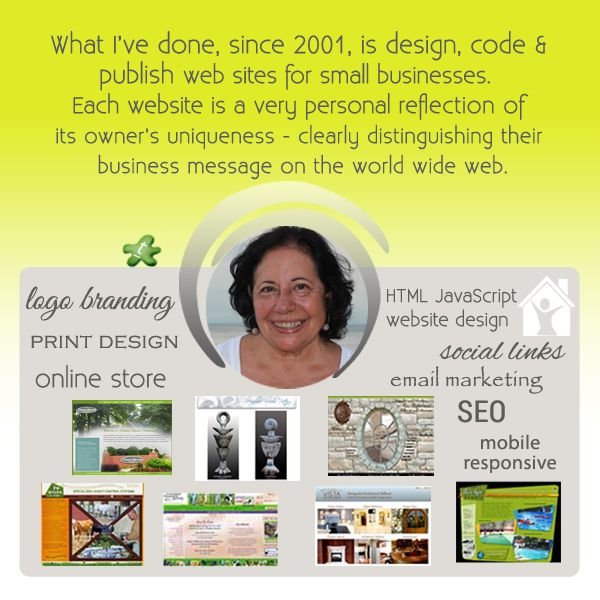 What I've done, since 2001, is design, code &
publish web sites for small businesses.
Each website is a very personal reflection of
its owner's uniqueness - clearly distinguishing their
business message on the world wide web.
t
logo branding
PRINT DESIGN
online store
HTML JavaScript
website design
social links
email marketing
SEO
mobile
responsive
VISTA